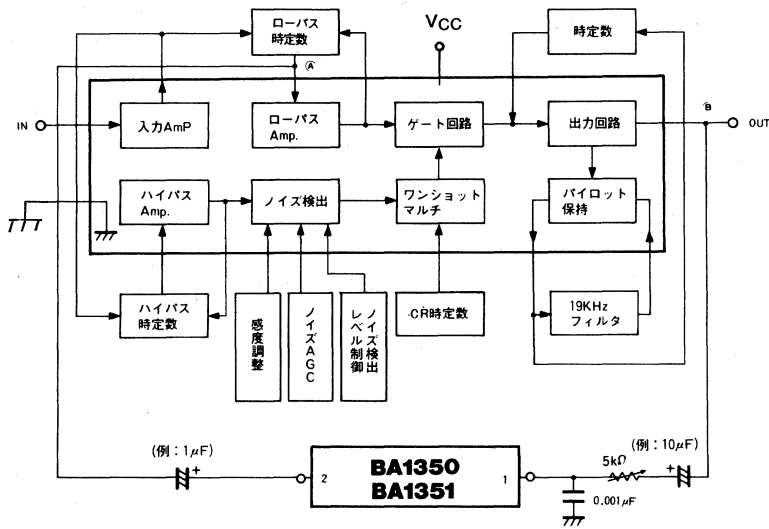 ローパス
時定数
VCC
時定数
Ⓐ
Ⓑ
IN
入力AmP
ローパス
Amp.
ゲート回路
出力回路
OUT
ハイパス
Amp.
ノイズ検出
ワンショット
マルチ
パイロット
保持
ハイパス
時定数
感度調整
ノイズAGC
ノイズ検出
レベル制御
CR時定数
19KHz
フィルタ
(例：1μF)
+
2
BA1350
BA1351
1
5kΩ
(例：10μF)
+
0.001μF